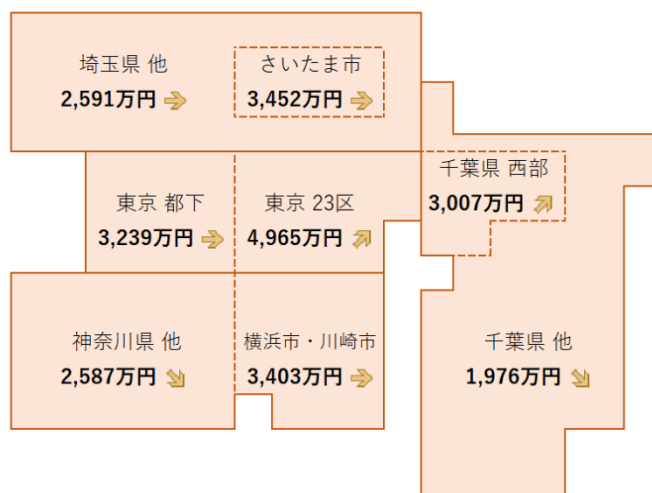 埼玉県 他
2,591万円
さいたま市
3,452万円
東京 都下
3,239万円
東京 23区
4,965万円
千葉県 西部
3,007万円
神奈川県 他
2,587万円
横浜市・川崎市
3,403万円
千葉県 他
1,976万円